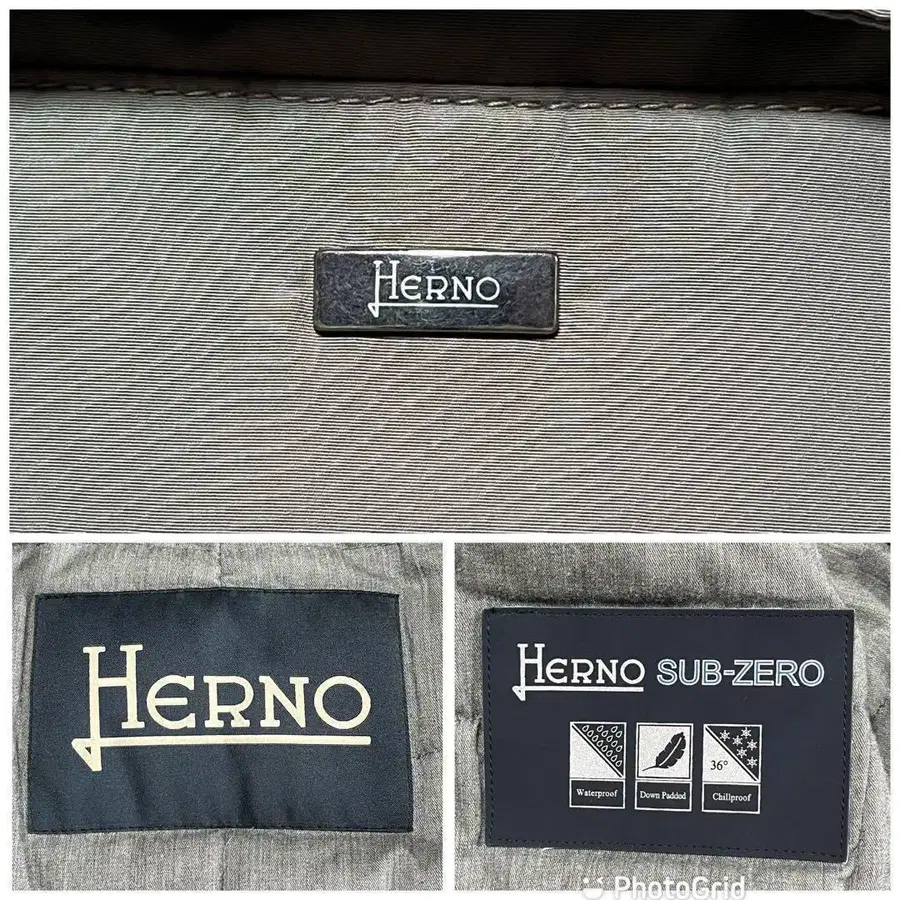 HERNO
HERNO
HERNO SUB-ZERO
36°
Waterproof
Down Padded
Chillproof
PhotoGrid